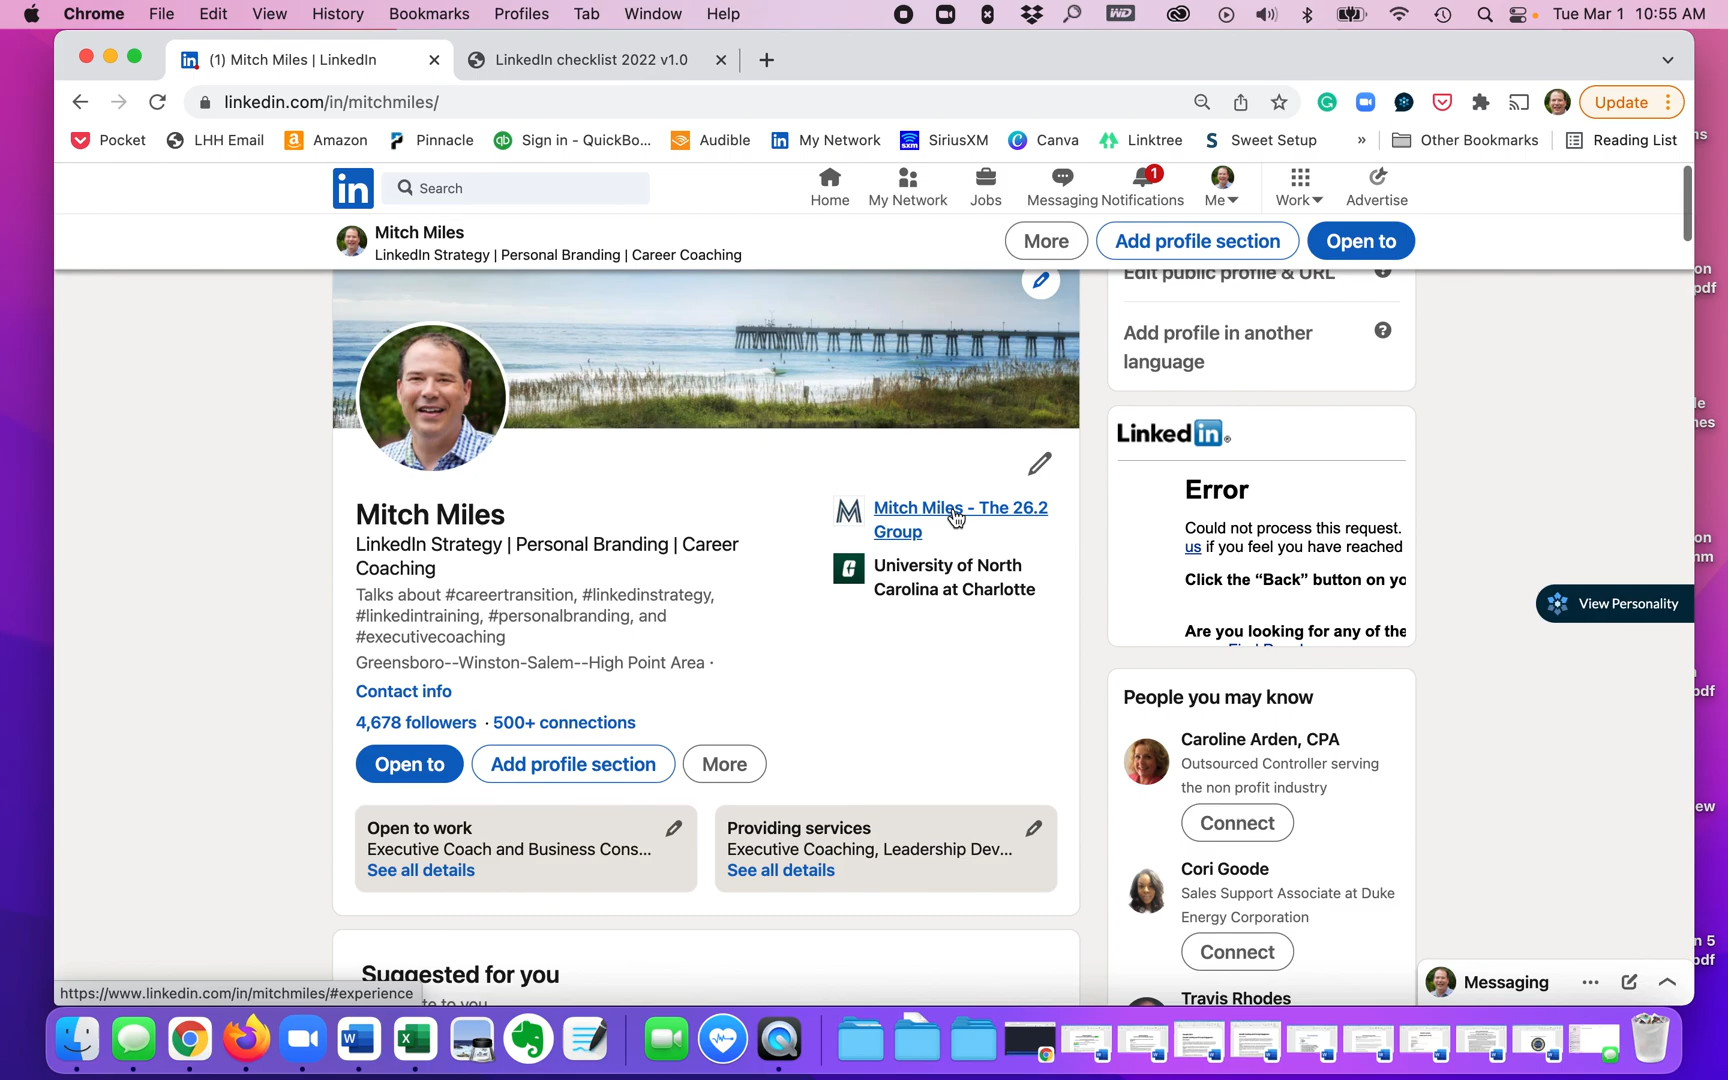 Chrome File Edit View History Bookmarks Profiles Tab Window Help WD Tue Mar 1 10:55 AM
(1) Mitch Miles | LinkedIn LinkedIn checklist 2022 v1.0
linkedin.com/in/mitchmiles/ Update
Pocket LHH Email Amazon Pinnacle Sign in - QuickBo... Audible My Network SiriusXM Canva Linktree Sweet Setup » Other Bookmarks Reading List
in Search
Home My Network Jobs Messaging Notifications 1 Me Work Advertise
Mitch Miles
LinkedIn Strategy | Personal Branding | Career Coaching
More Add profile section Open to
Edit public profile & URL
Add profile in another
language
LinkedIn
Error
Could not process this request.
us if you feel you have reached
Click the “Back” button on yo
Are you looking for any of the
Mitch Miles
LinkedIn Strategy | Personal Branding | Career
Coaching
Talks about #careertransition, #linkedinstrategy,
#linkedintraining, #personalbranding, and
#executivecoaching
Greensboro--Winston-Salem--High Point Area ·
Contact info
4,678 followers · 500+ connections
Open to Add profile section More
Mitch Miles - The 26.2
Group
University of North
Carolina at Charlotte
Open to work
Executive Coach and Business Cons...
See all details
Providing services
Executive Coaching, Leadership Dev...
See all details
Suggested for you
View Personality
People you may know
Caroline Arden, CPA
Outsourced Controller serving
the non profit industry
Connect
Cori Goode
Sales Support Associate at Duke
Energy Corporation
Connect
Travis Rhodes
Messaging
https://www.linkedin.com/in/mitchmiles/#experience